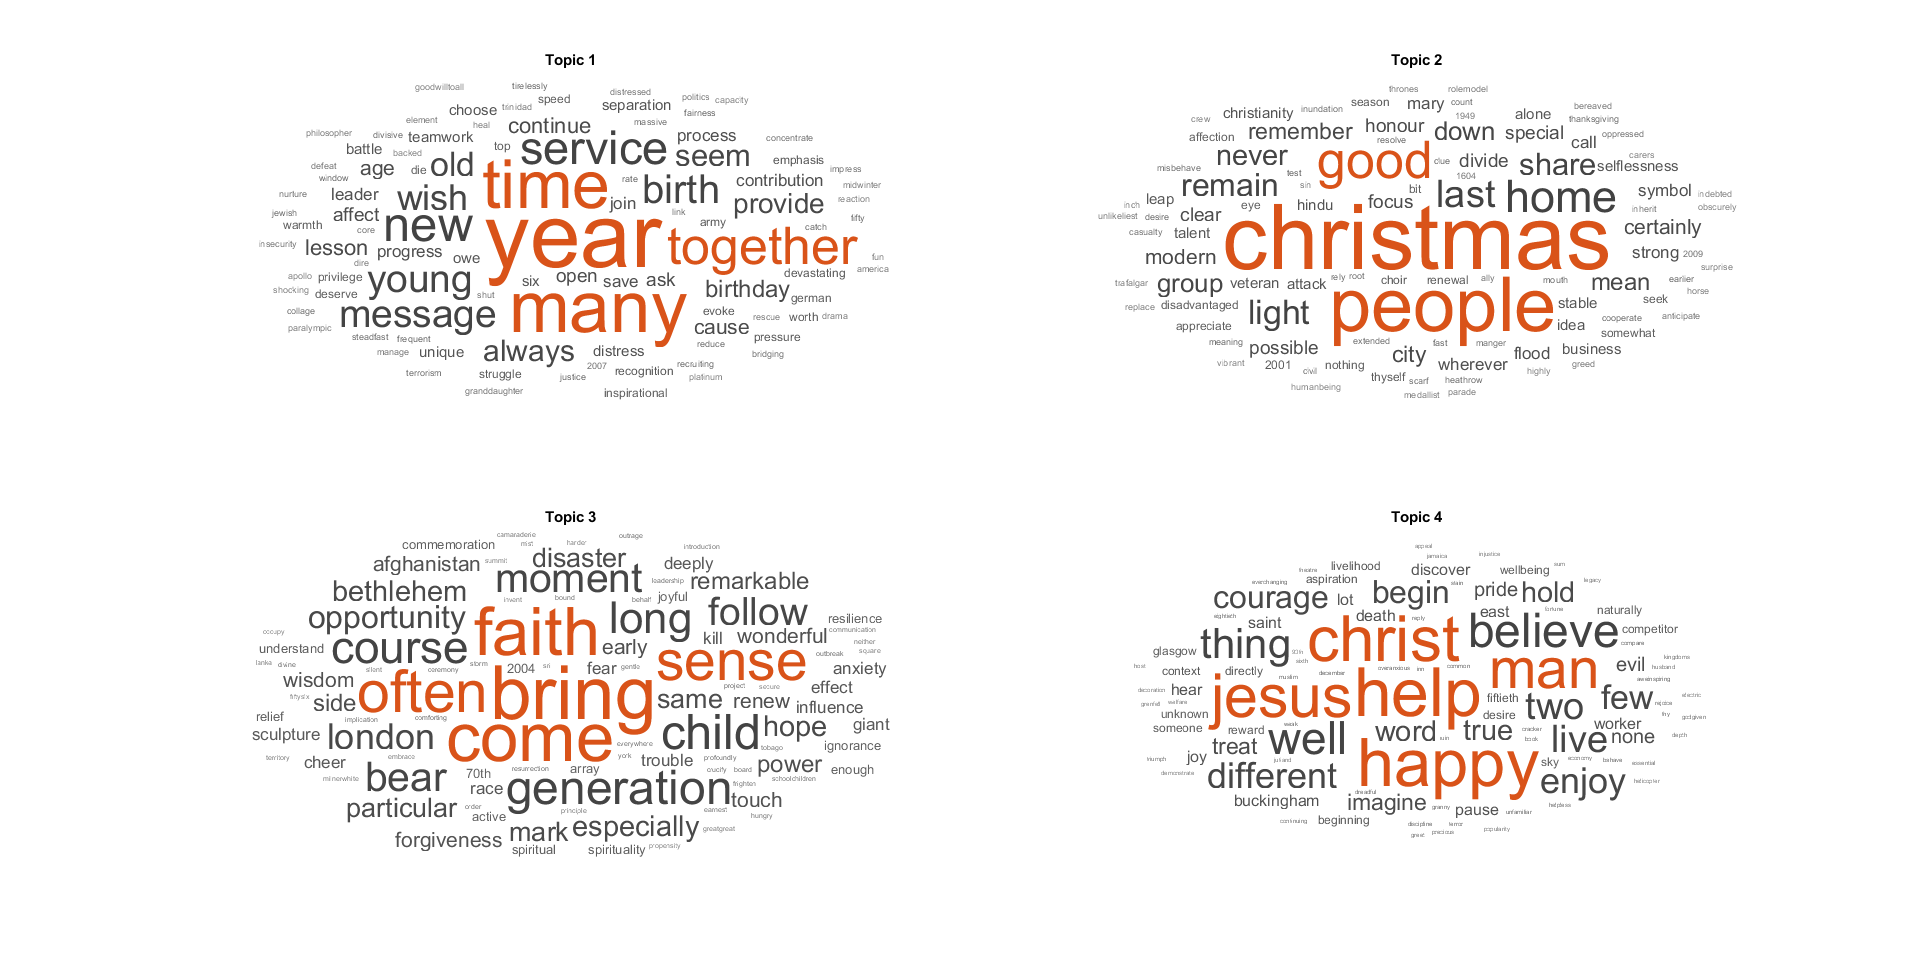 Topic 1
goodwilltoall tirelessly
distressed politics capacity
choose trinidad speed separation
massive fairness
element heal continue
philosopher divisive teamwork process concentrate
battle backed top service seem
defeat age die old emphasis impress
window time rate birth contribution midwinter
nurture leader wish join provide reaction
jewish affect new link fifty
warmth core year army catch
insecurity lesson progress owe together fun
dire america
apollo privilege young six open save ask devastating
shocking deserve shut birthday german
collage message many evoke rescue worth drama
paralympic cause
steadfast frequent reduce pressure
manage unique always distress bridging
terrorism struggle 2007 recognition recruiting
justice platinum
granddaughter inspirational
Topic 2
thrones rolemodel
christianity inundation season mary count alone bereaved
crew 1949 thanksgiving
affection remember honour down special call oppressed
resolve carers
misbehave never good clue divide share selflessness
test 1604
remain sin bit last home symbol indebted
inch leap eye hindu focus inherit obscurely
unlikeliest desire clear certainly
casualty talent christmas
modern strong 2009
surprise
trafalgar group veteran attack rely root choir renewal ally mouth mean earlier
horse
replace disadvantaged people stable seek
light cooperate anticipate
appreciate idea somewhat
meaning possible extended fast manger business
vibrant 2001 civil nothing city wherever flood greed
thyself scarf heathrow highly
humanbeing medallist parade
Topic 3
camaraderie outrage
commemoration mist harder introduction
afghanistan summit disaster deeply
moment leadership remarkable
bethlehem invent bound behalf joyful
opportunity faith long follow resilience
occupy kill wonderful communication
understand course early neither
lanka divine sense outbreak square
silent ceremony storm 2004 sri fear gentle anxiety
wisdom project secure effect
fiftysix side often bring same renew influence
relief implication comforting giant
sculpture london come child hope
everywhere ignorance
territory cheer embrace york trouble profoundly tobago
resurrection array power enough
milnerwhite bear 70th crucify board schoolchildren
race generation frighten
particular order active principle earnest touch hungry
forgiveness mark especially greatgreat
spiritual spirituality propensity
Topic 4
appeal
jamaica injustice
theatre livelihood discover wellbeing sum
everchanging aspiration begin stain pride legacy
courage lot hold
eightieth saint death reply east fortune naturally
thing christ believe competitor
glasgow sixth compare
host context directly muslim overanxious inn common man evil kingdoms
december husband
decoration hear jesus help aweinspiring
grenfell welfare fiftieth few electric
unknown desire two rejoice
someone reward weak word true worker thy godgiven
treat well live none depth
triumph joy cracker book
different juliand happy sky economy behave essential
demonstrate enjoy helicopter
buckingham dreadful imagine granny pause helpless
unfamiliar
continuing beginning discipline terror popularity
greet precious